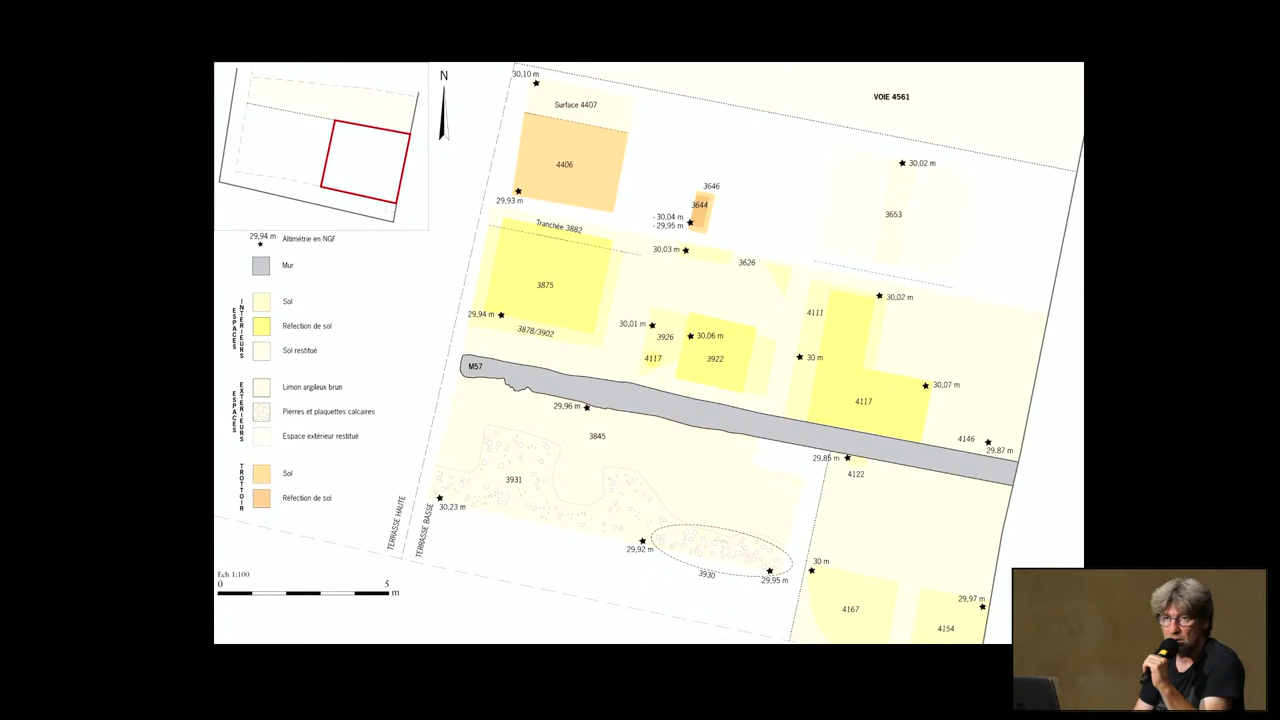 30,10 m
N
VOIE 4561
Surface 4407
4406
30,02 m
3646
29,93 m
3644
3653
- 30,04 m
- 29,95 m
Tranchée 3882
29,94 m
Altimétrie en NGF
30,03 m
3626
Mur
3875
30,02 m
ESPACES
INTERIEURS
Sol
Réfection de sol
Sol restitué
29,94 m
3878/3902
30,01 m
3926
30,06 m
4111
4117
3922
30 m
M57
30,07 m
ESPACES
EXTERIEURS
Limon argileux brun
Pierres et plaquettes calcaires
Espace extérieur restitué
29,96 m
4117
3845
4146
29,87 m
29,85 m
4122
TROTTOIR
Sol
Réfection de sol
3931
30,23 m
TERRASSE HAUTE
TERRASSE BASSE
29,92 m
3930
29,95 m
30 m
Ech 1:100
0
5
m
4167
29,97 m
4154